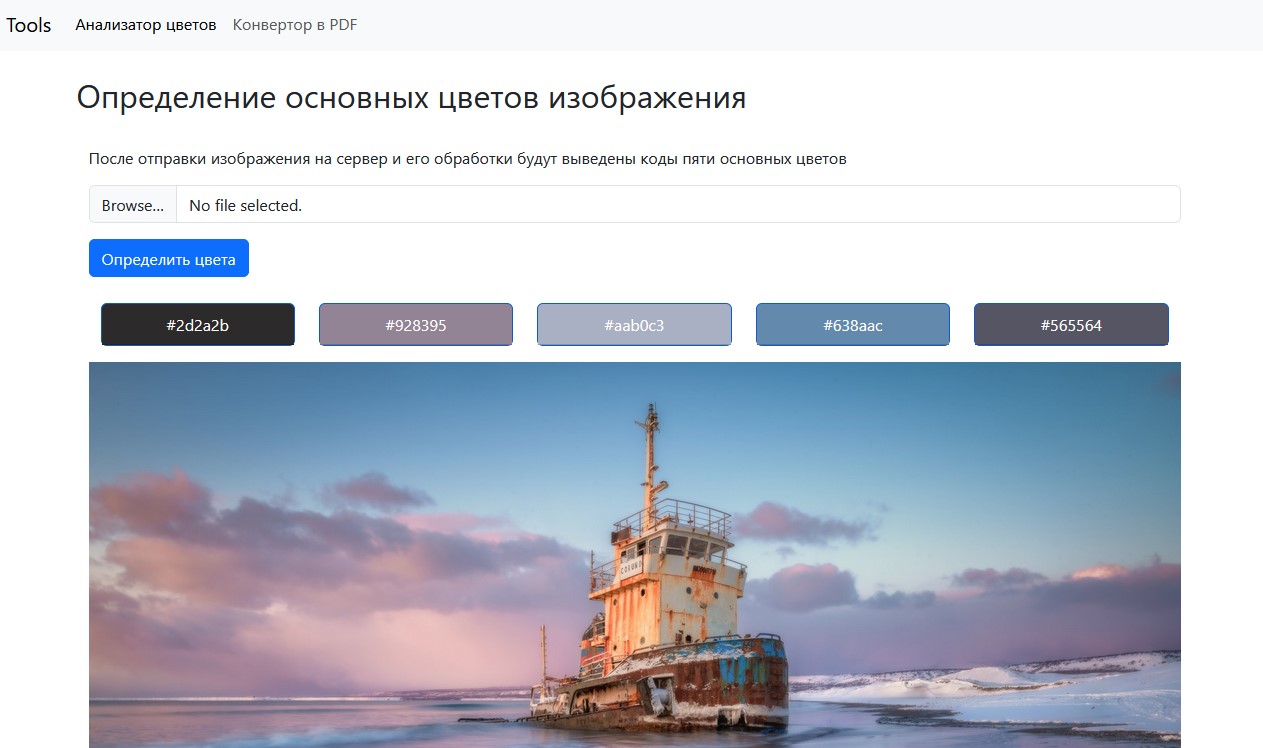 Tools Анализатор цветов Конвертор в PDF
Определение основных цветов изображения
После отправки изображения на сервер и его обработки будут выведены коды пяти основных цветов
Browse... No file selected.
Определить цвета
#2d2a2b #928395 #aab0c3 #638aac #565564